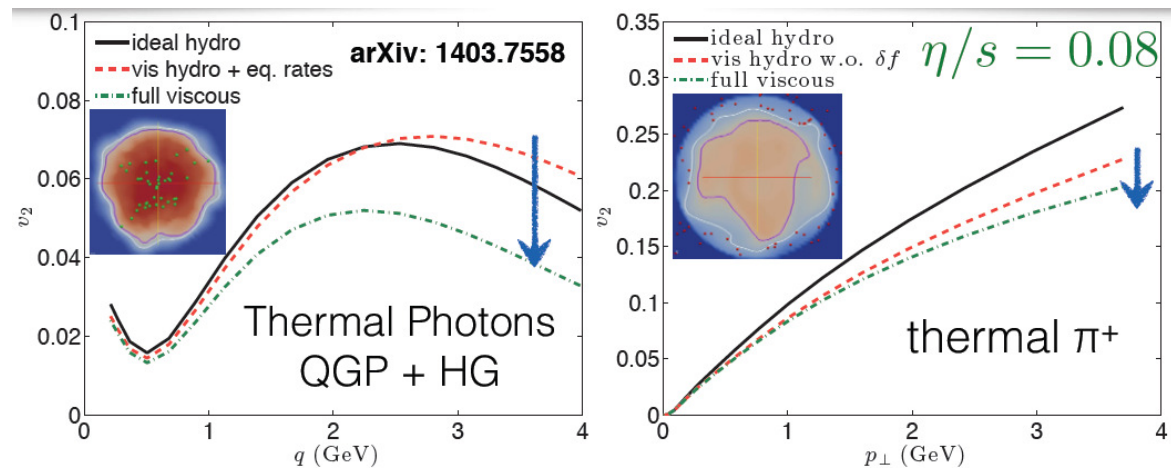 ideal hydro
vis hydro + eq. rates
full viscous
arXiv: 1403.7558
0.1
0.08
0.06
0.04
0.02
0
v₂
0 1 2 3 4
q (GeV)
Thermal Photons
QGP + HG
ideal hydro
vis hydro w.o. δf
full viscous
η/s = 0.08
0.35
0.3
0.25
0.2
0.15
0.1
0.05
0
v₂
0 1 2 3 4
p⊥ (GeV)
thermal π⁺